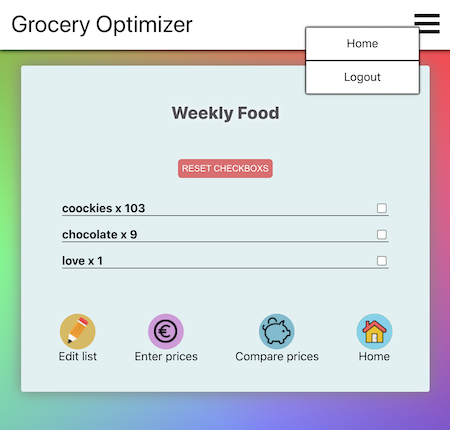 Grocery Optimizer
Home
Logout
Weekly Food
RESET CHECKBOXS
coockies x 103
chocolate x 9
love x 1
Edit list
Enter prices
Compare prices
Home